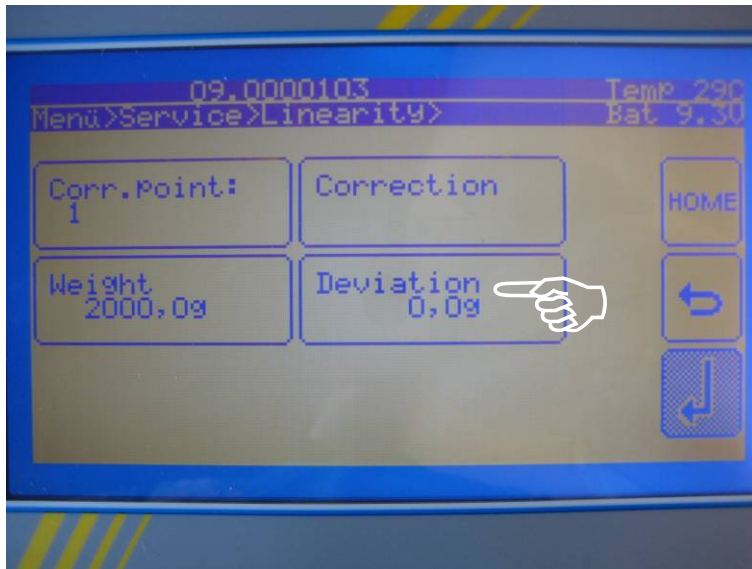 09.0000103 Temp 29C
Menü>Service>Linearity> Bat 9.30
Corr.point:
1
Correction
HOME
Weight
2000,0g
Deviation
0,0g